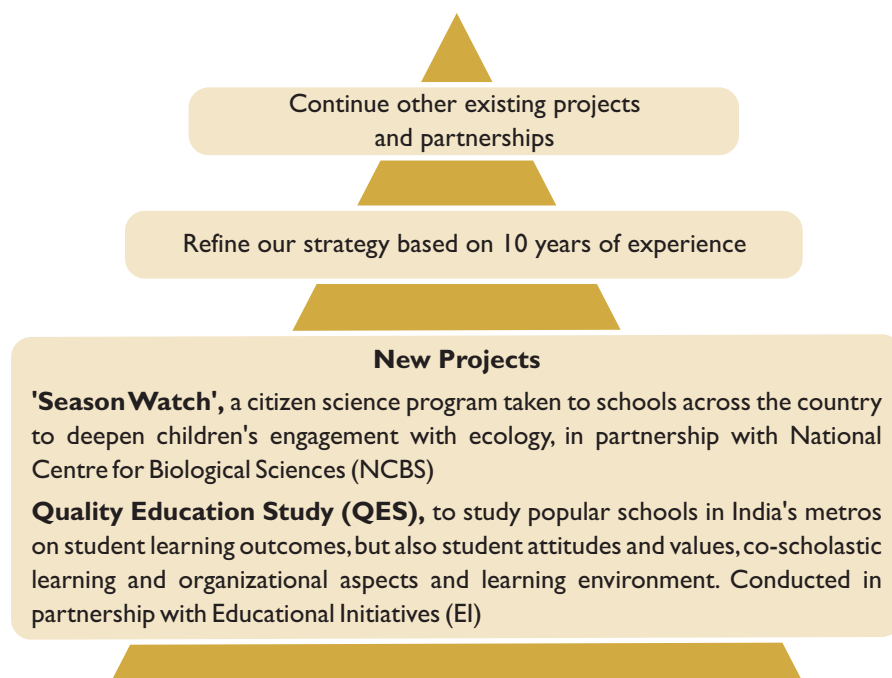 Continue other existing projects
and partnerships
Refine our strategy based on 10 years of experience
New Projects
'Season Watch', a citizen science program taken to schools across the country
to deepen children's engagement with ecology, in partnership with National
Centre for Biological Sciences (NCBS)
Quality Education Study (QES), to study popular schools in India's metros
on student learning outcomes, but also student attitudes and values, co-scholastic
learning and organizational aspects and learning environment. Conducted in
partnership with Educational Initiatives (EI)